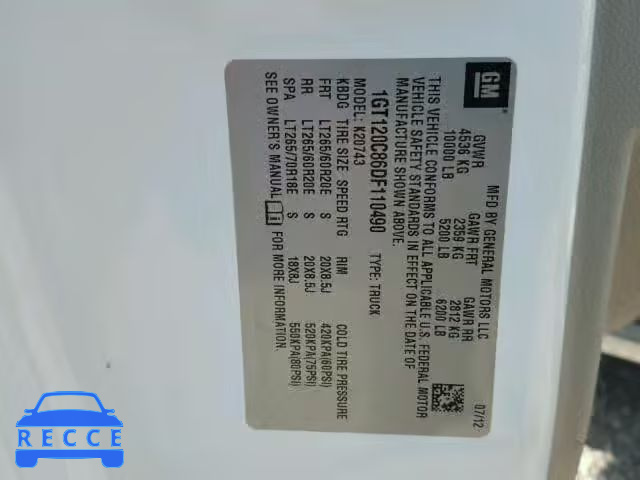 GM
MFD BY GENERAL MOTORS LLC 07/12
GVWR GAWR FRT GAWR RR
4536 KG 2359 KG 2812 KG
10000 LB 5200 LB 6200 LB
THIS VEHICLE CONFORMS TO ALL APPLICABLE U.S. FEDERAL MOTOR
VEHICLE SAFETY STANDARDS IN EFFECT ON THE DATE OF
MANUFACTURE SHOWN ABOVE.
1GT120C86DF110490 TYPE: TRUCK
MODEL: K20743
KBDG TIRE SIZE SPEED RTG RIM COLD TIRE PRESSURE
FRT LT265/60R20E S 20X8.5J 420KPA(60PSI)
RR LT265/60R20E S 20X8.5J 520KPA(75PSI)
SPA LT265/70R18E S 18X8J 550KPA(80PSI)
SEE OWNER'S MANUAL FOR MORE INFORMATION.
RECCE